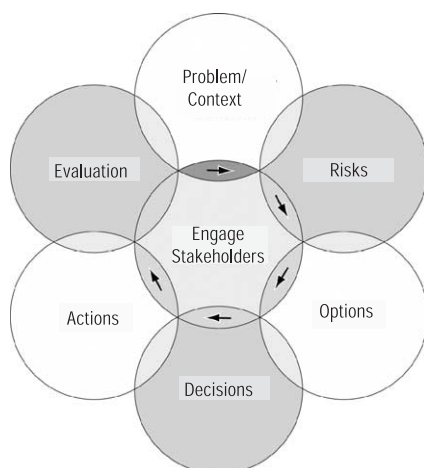 Problem/
Context
Evaluation
Risks
Engage
Stakeholders
Actions
Options
Decisions